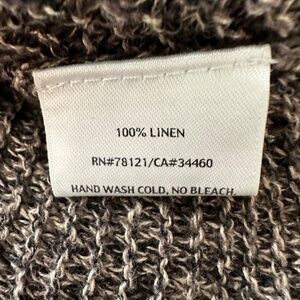 100% LINEN
RN#78121/CA#34460
HAND WASH COLD, NO BLEACH,